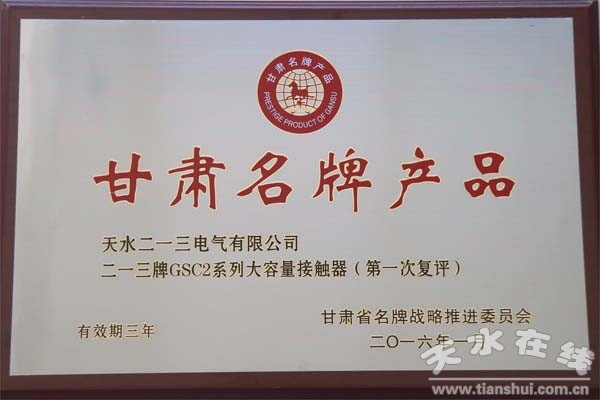 甘肃名牌产品
PRESTIGE PRODUCT OF GANSU
甘肃名牌产品
天水二一三电气有限公司
二一三牌GSC2系列大容量接触器（第一次复评）
有效期三年
甘肃省名牌战略推进委员会
二〇一六年一月
天水在线
www.tianshui.com.cn